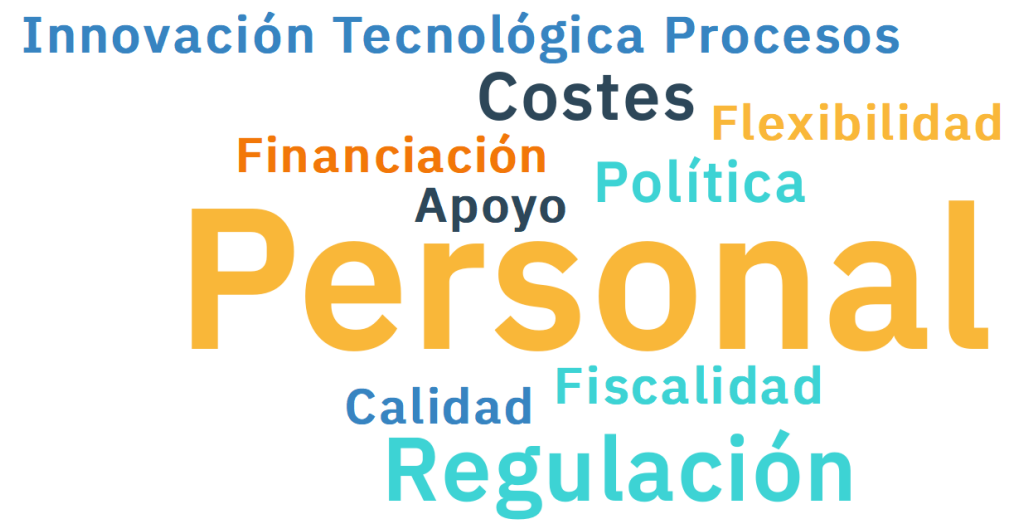 Innovación Tecnológica Procesos
Costes
Flexibilidad
Financiación
Política
Apoyo
Personal
Fiscalidad
Calidad
Regulación